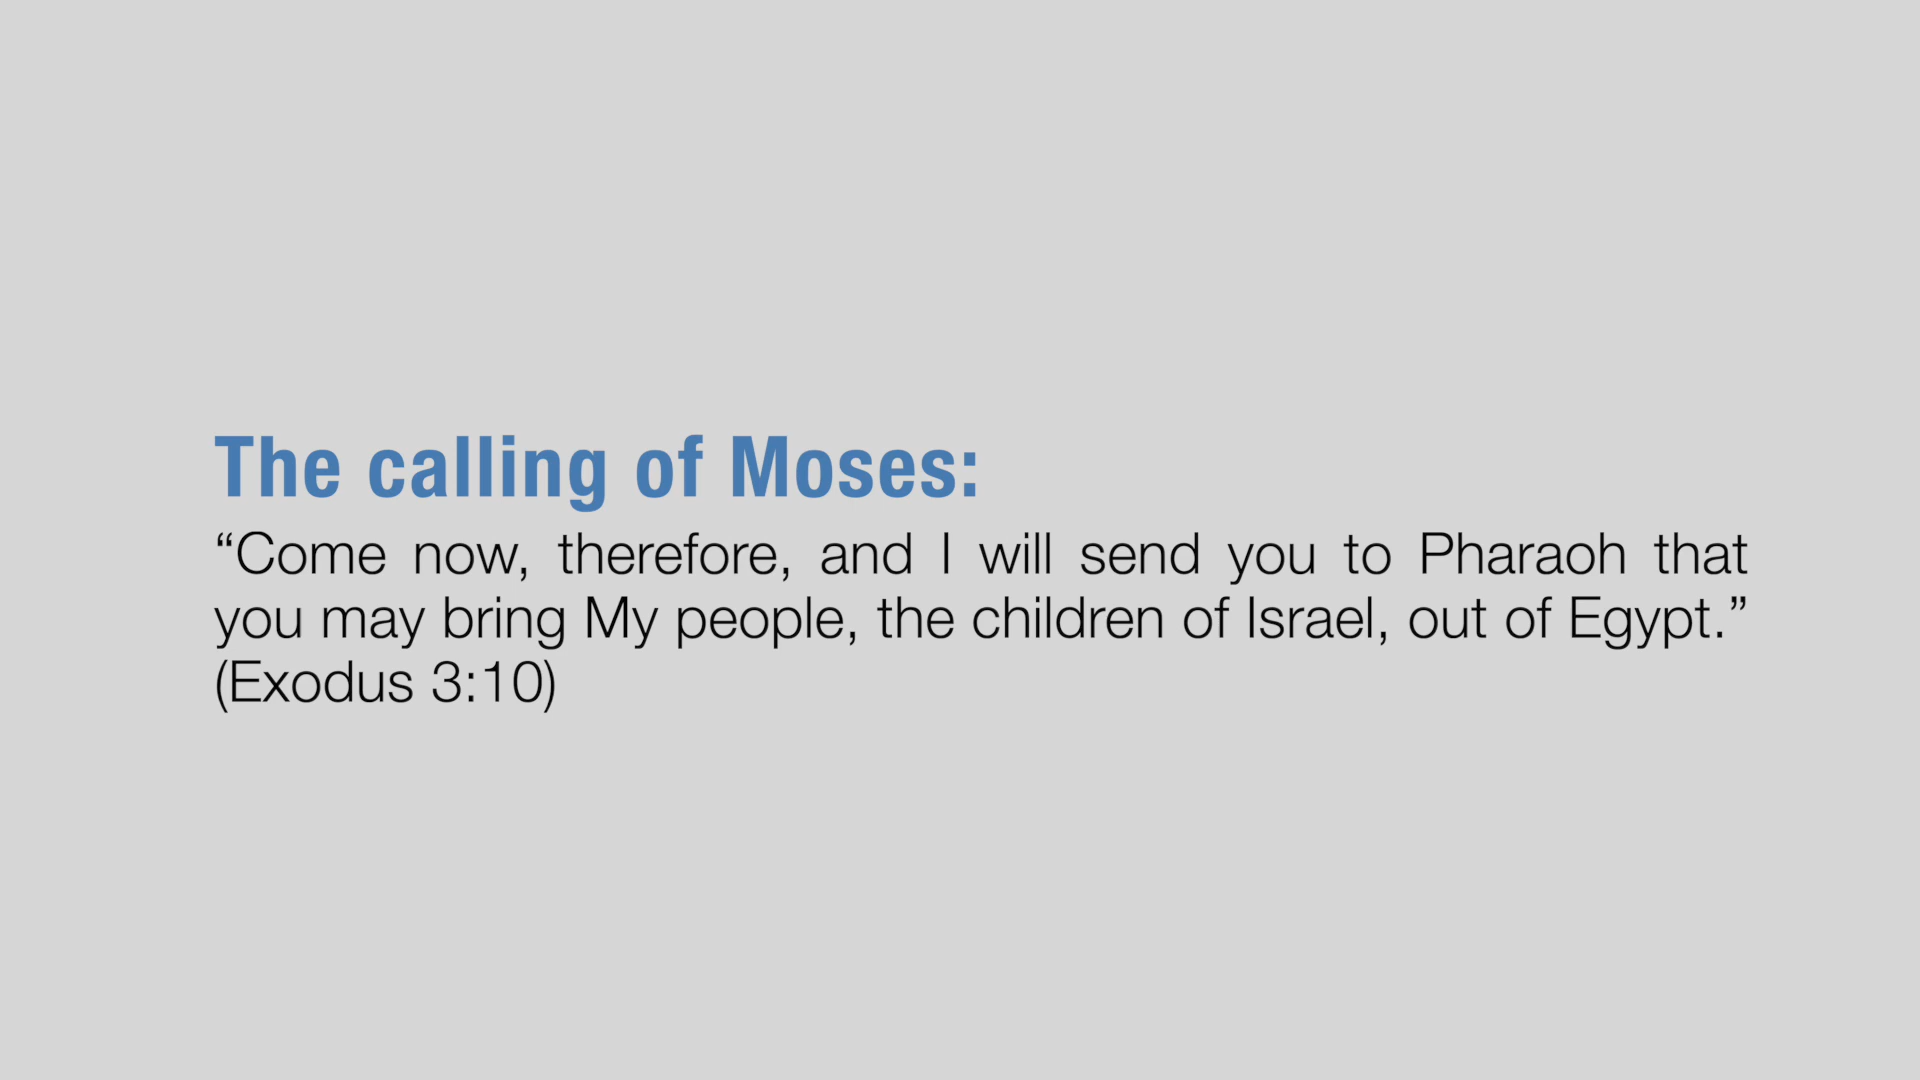 The calling of Moses:
“Come now, therefore, and I will send you to Pharaoh that
you may bring My people, the children of Israel, out of Egypt.”
(Exodus 3:10)